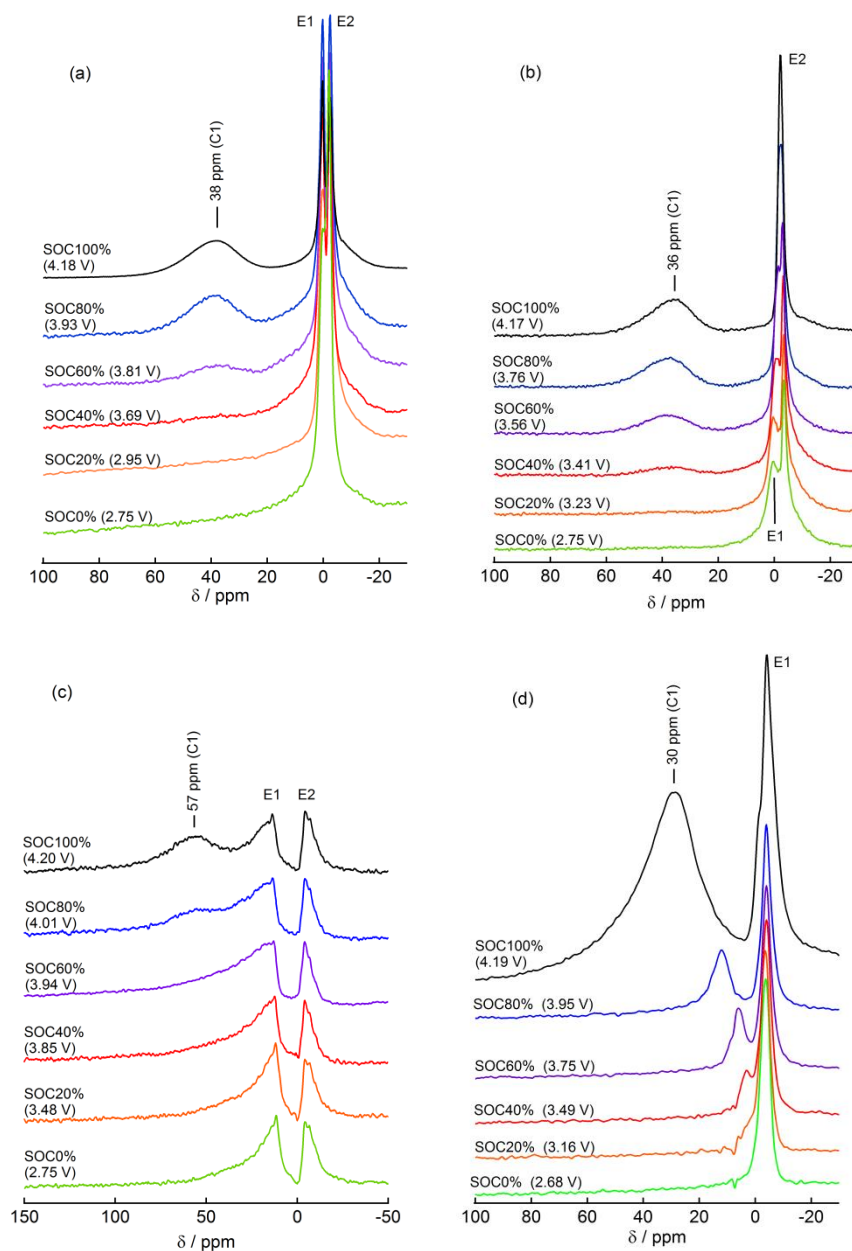 (a)
E1
E2
38 ppm (C1)
SOC100%
(4.18 V)
SOC80%
(3.93 V)
SOC60% (3.81 V)
SOC40% (3.69 V)
SOC20% (2.95 V)
SOC0% (2.75 V)
100 80 60 40 20 0 -20
δ / ppm
(b)
E2
36 ppm (C1)
SOC100%
(4.17 V)
SOC80%
(3.76 V)
SOC60%
(3.56 V)
SOC40% (3.41 V)
SOC20% (3.23 V)
SOC0% (2.75 V)
E1
100 80 60 40 20 0 -20
δ / ppm
(c)
57 ppm (C1)
E1 E2
SOC100%
(4.20 V)
SOC80%
(4.01 V)
SOC60%
(3.94 V)
SOC40%
(3.85 V)
SOC20%
(3.48 V)
SOC0%
(2.75 V)
150 100 50 0 -50
δ / ppm
(d)
E1
30 ppm (C1)
SOC100%
(4.19 V)
SOC80% (3.95 V)
SOC60% (3.75 V)
SOC40% (3.49 V)
SOC20% (3.16 V)
SOC0% (2.68 V)
100 80 60 40 20 0 -20
δ / ppm